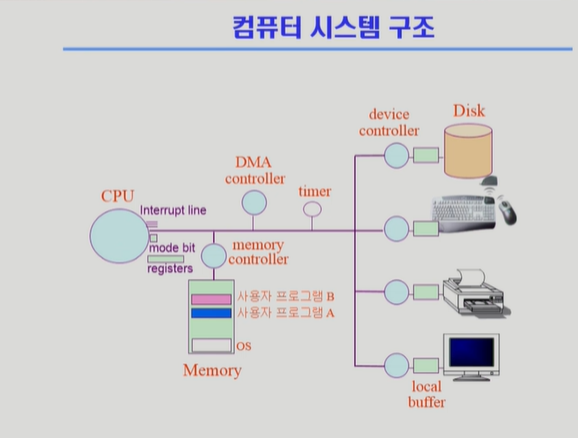 컴퓨터 시스템 구조
device
controller
Disk
DMA
controller
timer
CPU
Interrupt line
mode bit
registers
memory
controller
사용자 프로그램 B
사용자 프로그램 A
OS
Memory
local
buffer